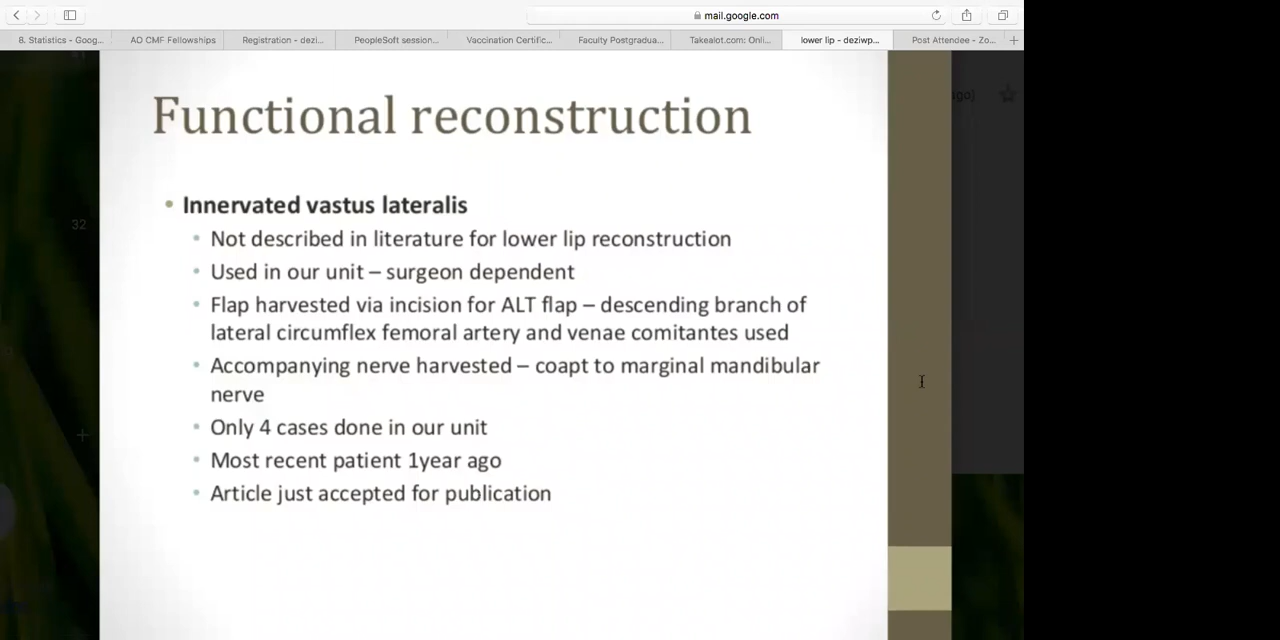 mail.google.com
8. Statistics - Goog...
AO CMF Fellowships
Registration - dezi...
PeopleSoft session...
Vaccination Certific...
Faculty Postgradua...
Takealot.com: Onli...
lower lip - deziwp...
Post Attendee - Zo...
ago)
Functional reconstruction
32
• Innervated vastus lateralis
• Not described in literature for lower lip reconstruction
• Used in our unit – surgeon dependent
• Flap harvested via incision for ALT flap – descending branch of
lateral circumflex femoral artery and venae comitantes used
• Accompanying nerve harvested – coapt to marginal mandibular
nerve
• Only 4 cases done in our unit
• Most recent patient 1year ago
• Article just accepted for publication